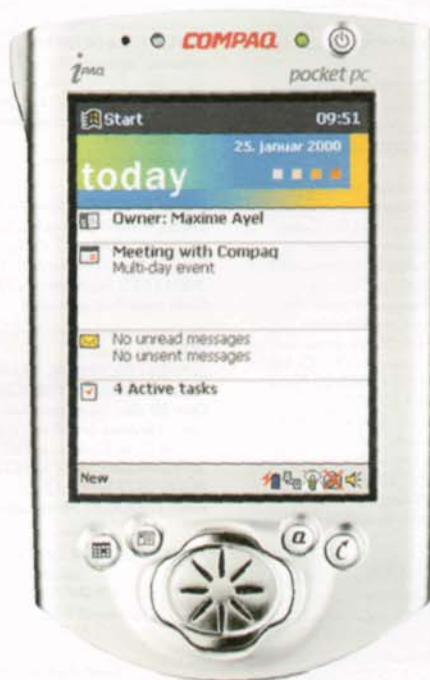 COMPAQ
iPAQ
pocket pc
Start 09:51
25. Januar 2000
today
Owner: Maxime Ayel
Meeting with Compaq
Multi-day event
No unread messages
No unsent messages
4 Active tasks
New
a